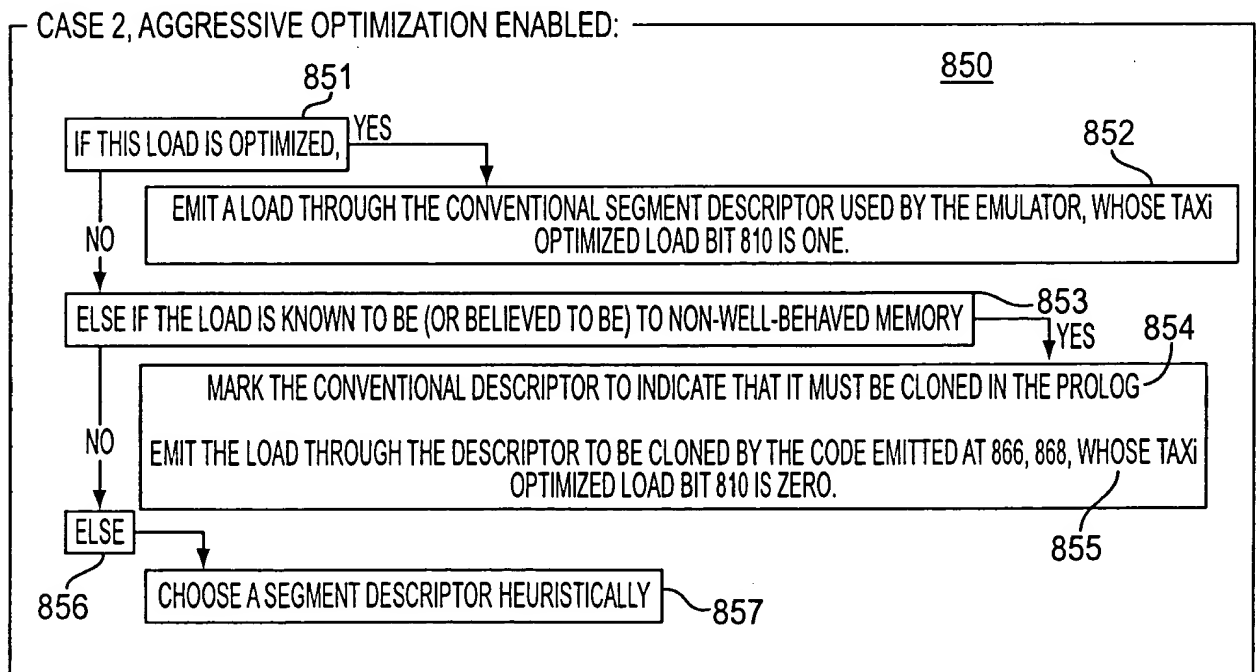 CASE 2, AGGRESSIVE OPTIMIZATION ENABLED:
850
851
IF THIS LOAD IS OPTIMIZED,
YES
852
EMIT A LOAD THROUGH THE CONVENTIONAL SEGMENT DESCRIPTOR USED BY THE EMULATOR, WHOSE TAXi
OPTIMIZED LOAD BIT 810 IS ONE.
NO
ELSE IF THE LOAD IS KNOWN TO BE (OR BELIEVED TO BE) TO NON-WELL-BEHAVED MEMORY
853
YES
854
MARK THE CONVENTIONAL DESCRIPTOR TO INDICATE THAT IT MUST BE CLONED IN THE PROLOG
NO
EMIT THE LOAD THROUGH THE DESCRIPTOR TO BE CLONED BY THE CODE EMITTED AT 866, 868, WHOSE TAXi
OPTIMIZED LOAD BIT 810 IS ZERO.
855
ELSE
856
CHOOSE A SEGMENT DESCRIPTOR HEURISTICALLY
857